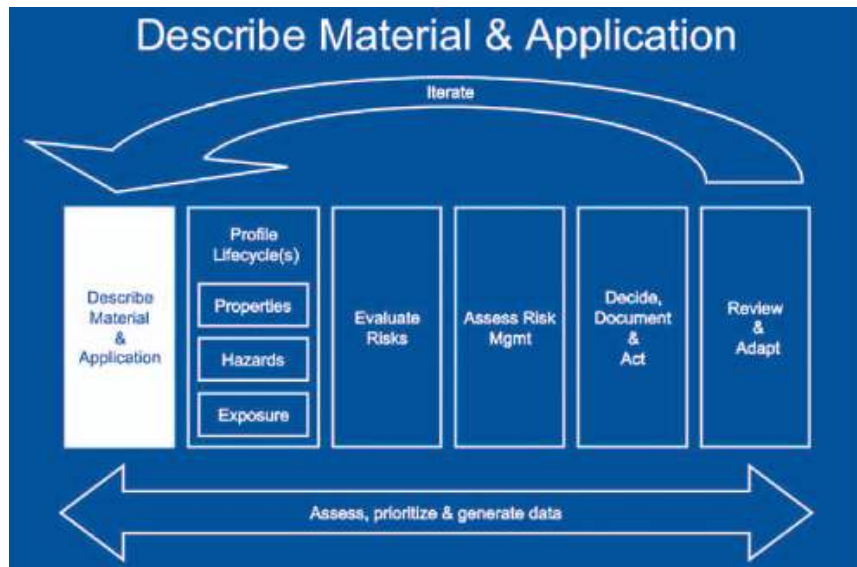 Describe Material & Application
Iterate
Describe
Material
&
Application
Profile
Lifecycle(s)
Properties
Hazards
Exposure
Evaluate
Risks
Assess Risk
Mgmt
Decide,
Document
&
Act
Review
&
Adapt
Assess, prioritize & generate data